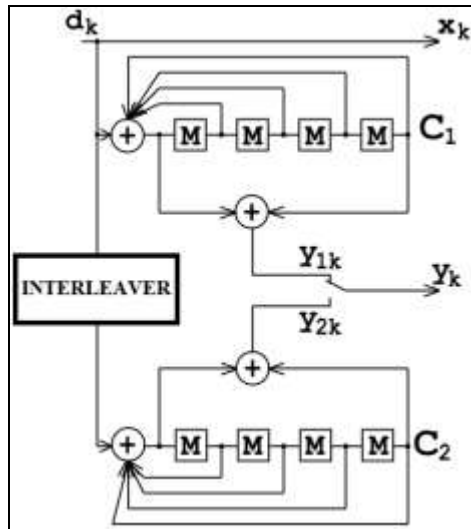 dₖ xₖ
+ M M M M C₁
+
y₁ₖ
INTERLEAVER yₖ
y₂ₖ
+
+ M M M M C₂